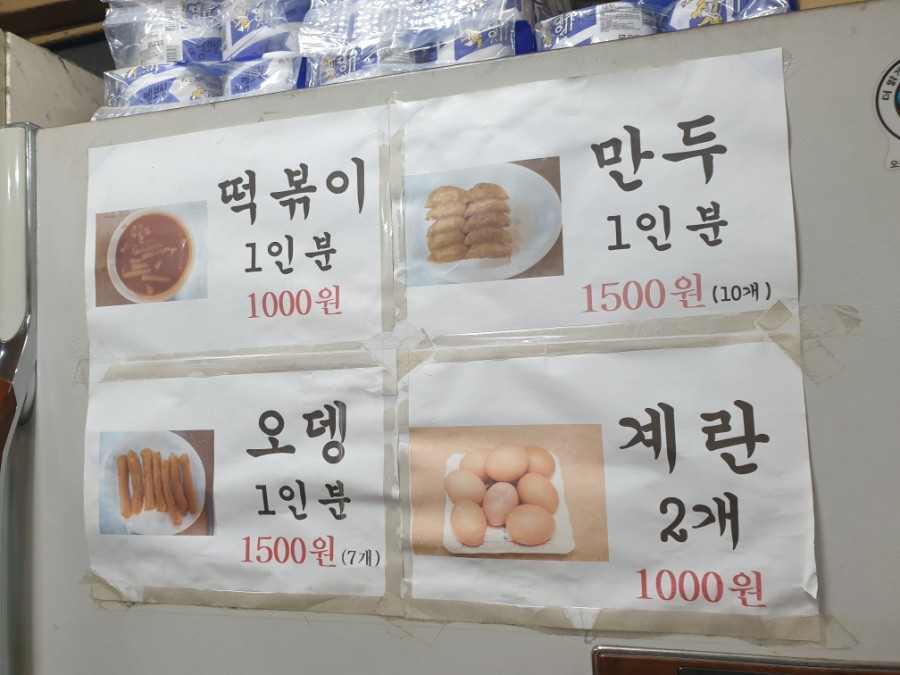 떡볶이
1인분
1000원
만두
1인분
1500원 (10개)
오뎅
1인분
1500원 (7개)
계란
2개
1000원